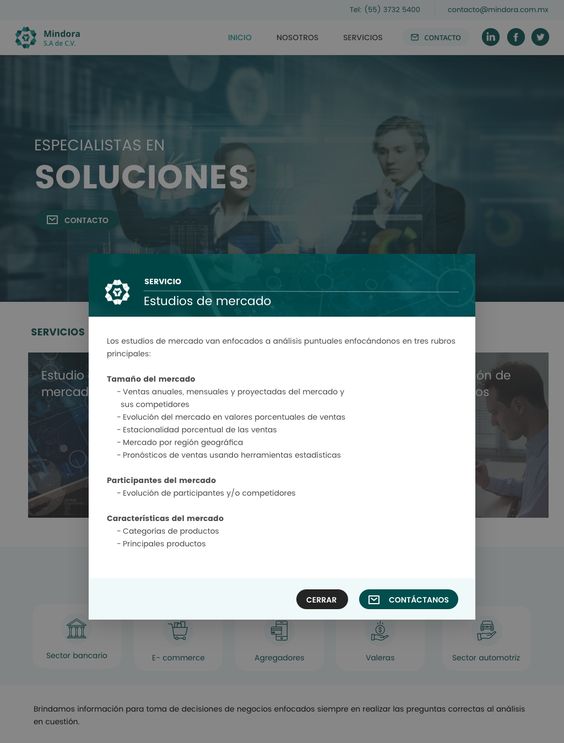 Tel: (55) 3732 5400
contacto@mindora.com.mx
Mindora
S.A de C.V.
INICIO
NOSOTROS
SERVICIOS
CONTACTO
ESPECIALISTAS EN
SOLUCIONES
CONTACTO
SERVICIO
Estudios de mercado
Los estudios de mercado van enfocados a análisis puntuales enfocándonos en tres rubros
principales:
Tamaño del mercado
- Ventas anuales, mensuales y proyectadas del mercado y
sus competidores
- Evolución del mercado en valores porcentuales de ventas
- Estacionalidad porcentual de las ventas
- Mercado por región geográfica
- Pronósticos de ventas usando herramientas estadísticas
Participantes del mercado
- Evolución de participantes y/o competidores
Características del mercado
- Categorías de productos
- Principales productos
CERRAR
CONTÁCTANOS
SERVICIOS
Estudio
mercad
ón de
os
Sector bancario
E- commerce
Agregadores
Valeras
Sector automotriz
Brindamos información para toma de decisiones de negocios enfocados siempre en realizar las preguntas correctas al análisis
en cuestión.